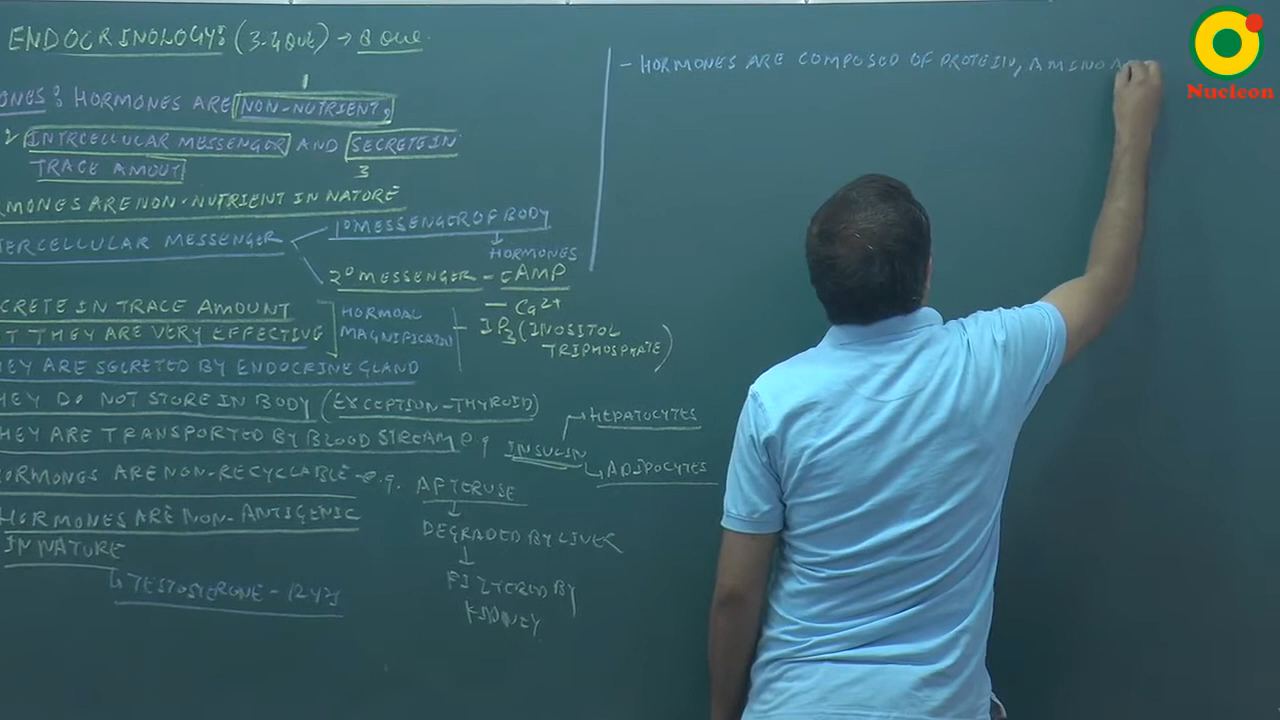 ENDOCRINOLOGY: (3-4 QUE) → 8 QUE.
ONES: HORMONES ARE NON-NUTRIENT,
1
2 INTRCELLULAR MESSENGER AND SECRETE IN
TRACE AMOUT
3
RMONES ARE NON-NUTRIENT IN NATURE
TERCELLULAR MESSENGER
1° MESSENGER OF BODY
↓
HORMONES
2° MESSENGER - CAMP
- Ca2+
- IP3 (INOSITOL
TRIPHOSPHATE)
CRETE IN TRACE AMOUNT
T THEY ARE VERY EFFECTIVE
HORMOAL
MAGNIFICATION
HEY ARE SECRETED BY ENDOCRINE GLAND
HEY DO NOT STORE IN BODY (EXCEPTION-THYROID)
HEY ARE TRANSPORTED BY BLOOD STREAM e.g INSULIN
→ HEPATOCYTES
→ ADIPOCYTES
HORMONES ARE NON-RECYCLABLE - e.g. AFTER USE
↓
DEGRADED BY LIVER
↓
FILTERED BY
KIDNEY
HORMONES ARE NON-ANTIGENIC
IN NATURE
↳ TESTOSTERONE -
- HORMONES ARE COMPOSED OF PROTEIN, AMINO A
Nucleon